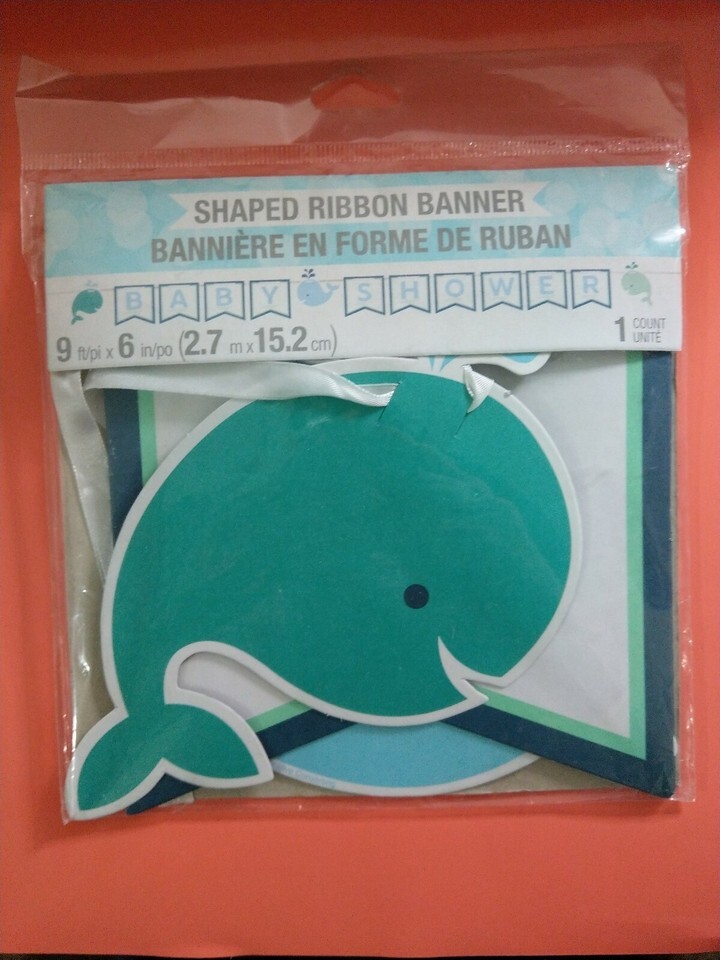 SHAPED RIBBON BANNER
BANNIÈRE EN FORME DE RUBAN
BABY SHOWER
9 ft/pi x 6 in/po (2.7 m x 15.2 cm)
1 COUNT
UNITÉ